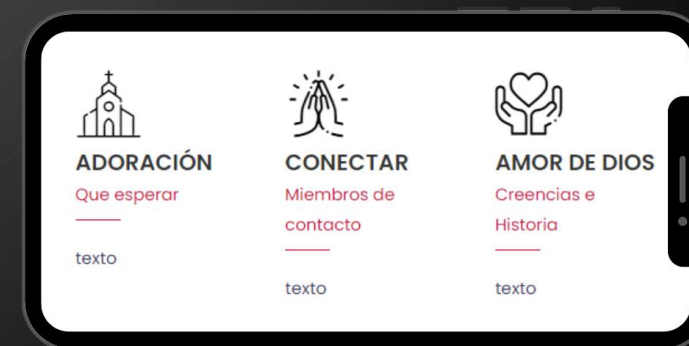 ADORACIÓN
Que esperar
texto
CONECTAR
Miembros de
contacto
texto
AMOR DE DIOS
Creencias e
Historia
texto